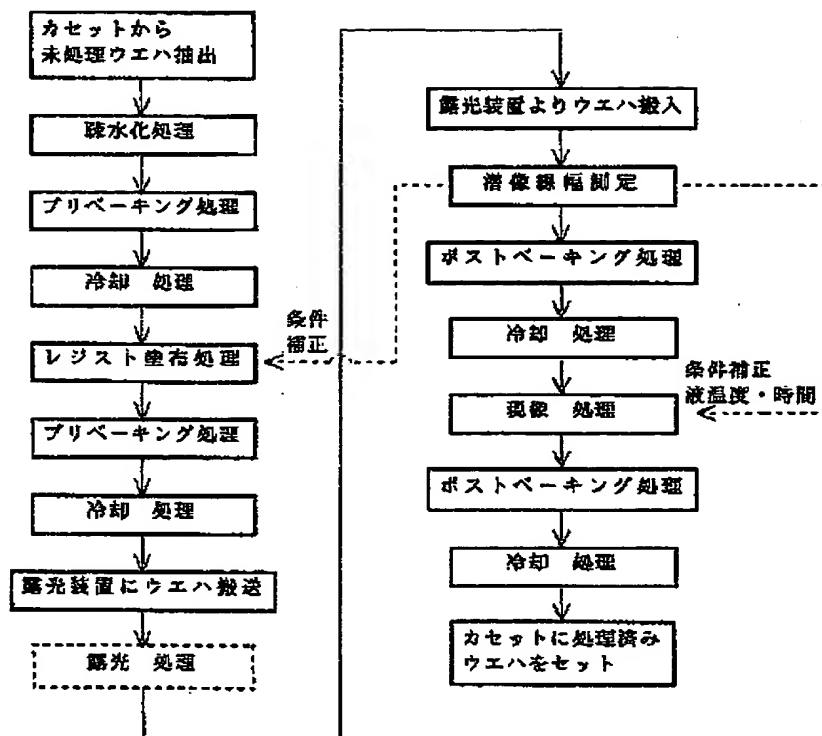 カセットから
未処理ウエハ抽出
疎水化処理
プリベーキング処理
冷却 処理
レジスト塗布処理
プリベーキング処理
冷却 処理
露光装置にウエハ搬送
露光 処理
条件
補正
露光装置よりウエハ搬入
潜像線幅測定
ポストベーキング処理
冷却 処理
条件補正
液温度・時間
現像 処理
ポストベーキング処理
冷却 処理
カセットに処理済み
ウエハをセット